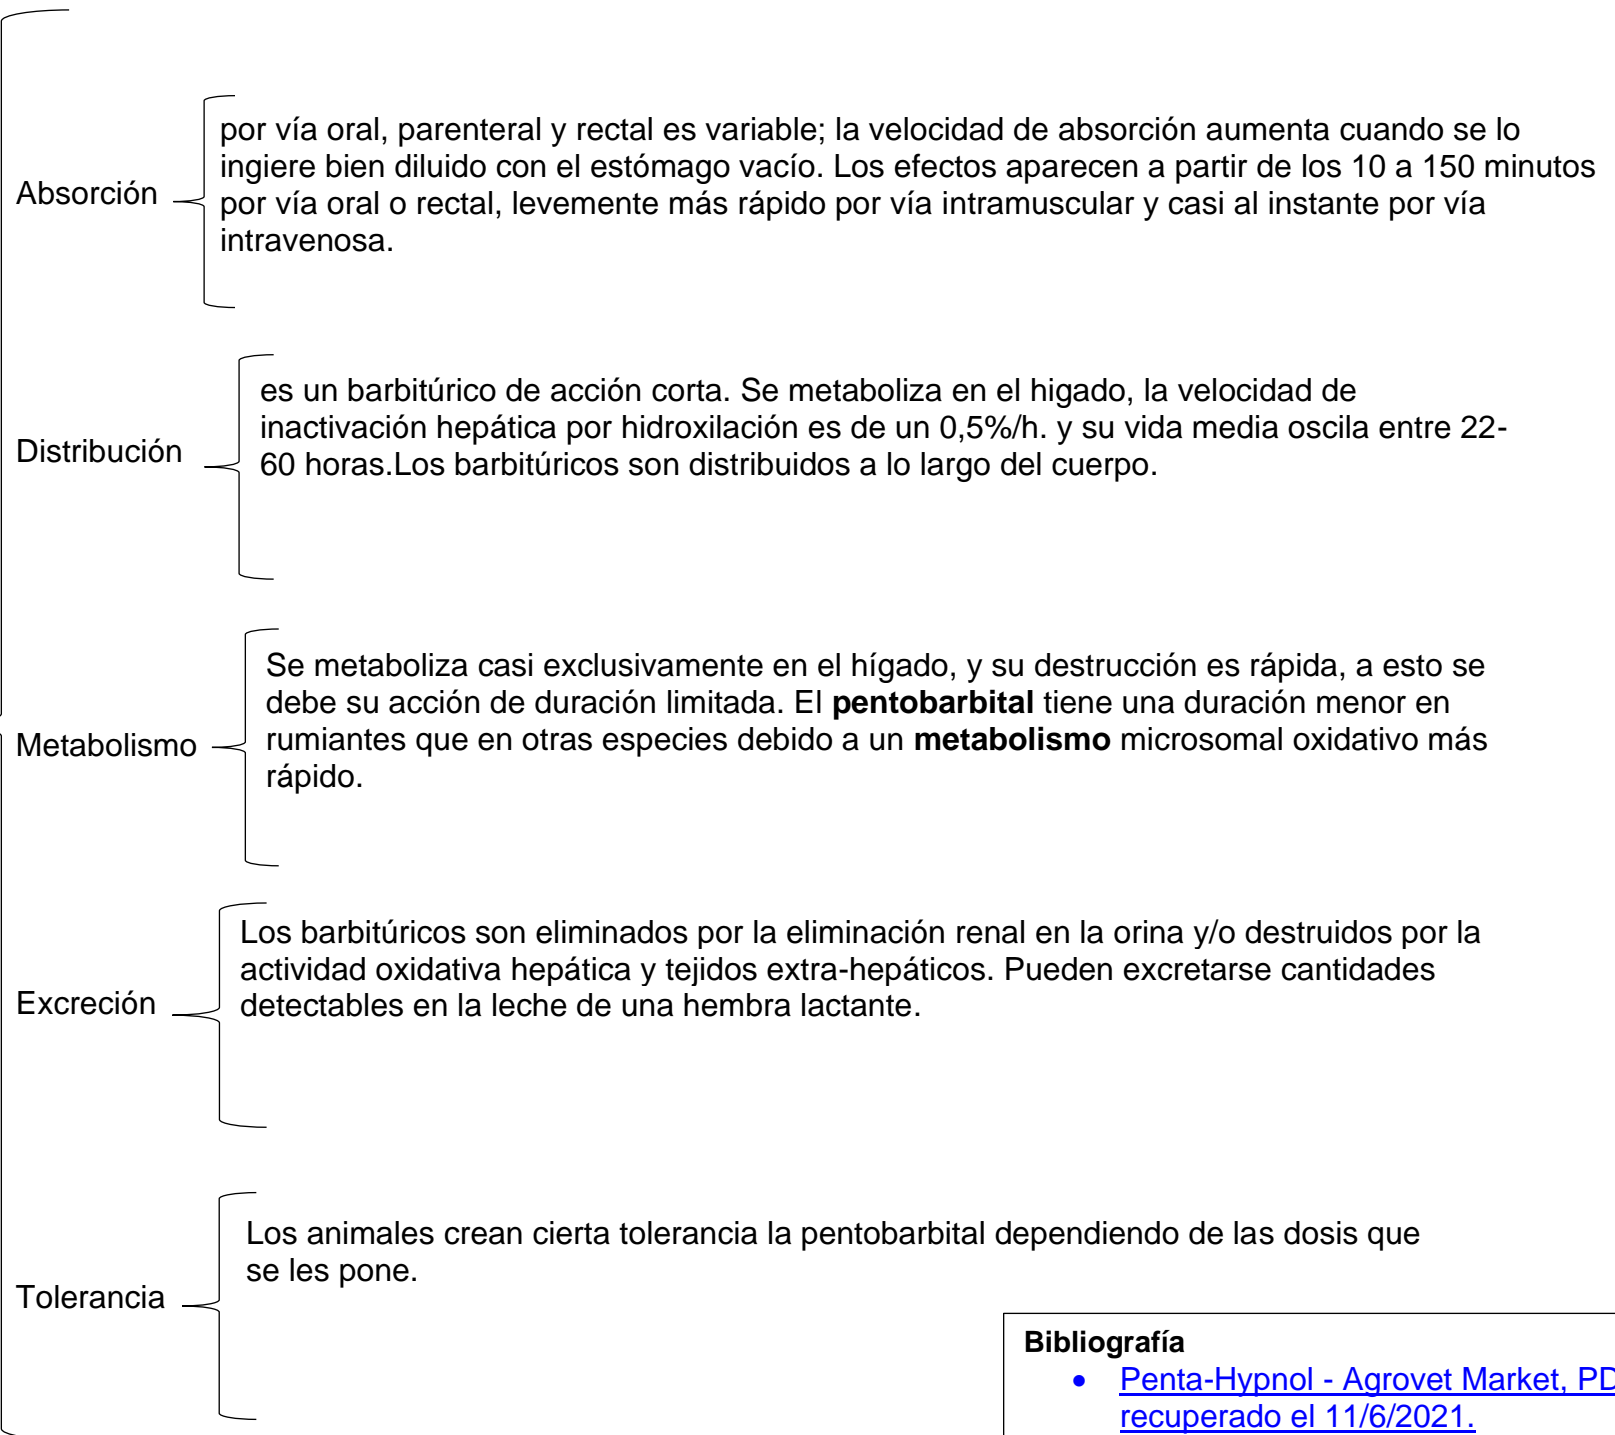 Absorción
por vía oral, parenteral y rectal es variable; la velocidad de absorción aumenta cuando se lo
ingiere bien diluido con el estómago vacío. Los efectos aparecen a partir de los 10 a 150 minutos
por vía oral o rectal, levemente más rápido por vía intramuscular y casi al instante por vía
intravenosa.
Distribución
es un barbitúrico de acción corta. Se metaboliza en el higado, la velocidad de
inactivación hepática por hidroxilación es de un 0,5%/h. y su vida media oscila entre 22-
60 horas.Los barbitúricos son distribuidos a lo largo del cuerpo.
Metabolismo
Se metaboliza casi exclusivamente en el hígado, y su destrucción es rápida, a esto se
debe su acción de duración limitada. El pentobarbital tiene una duración menor en
rumiantes que en otras especies debido a un metabolismo microsomal oxidativo más
rápido.
Excreción
Los barbitúricos son eliminados por la eliminación renal en la orina y/o destruidos por la
actividad oxidativa hepática y tejidos extra-hepáticos. Pueden excretarse cantidades
detectables en la leche de una hembra lactante.
Tolerancia
Los animales crean cierta tolerancia la pentobarbital dependiendo de las dosis que
se les pone.
Bibliografía
• Penta-Hypnol - Agrovet Market, PD
recuperado el 11/6/2021.